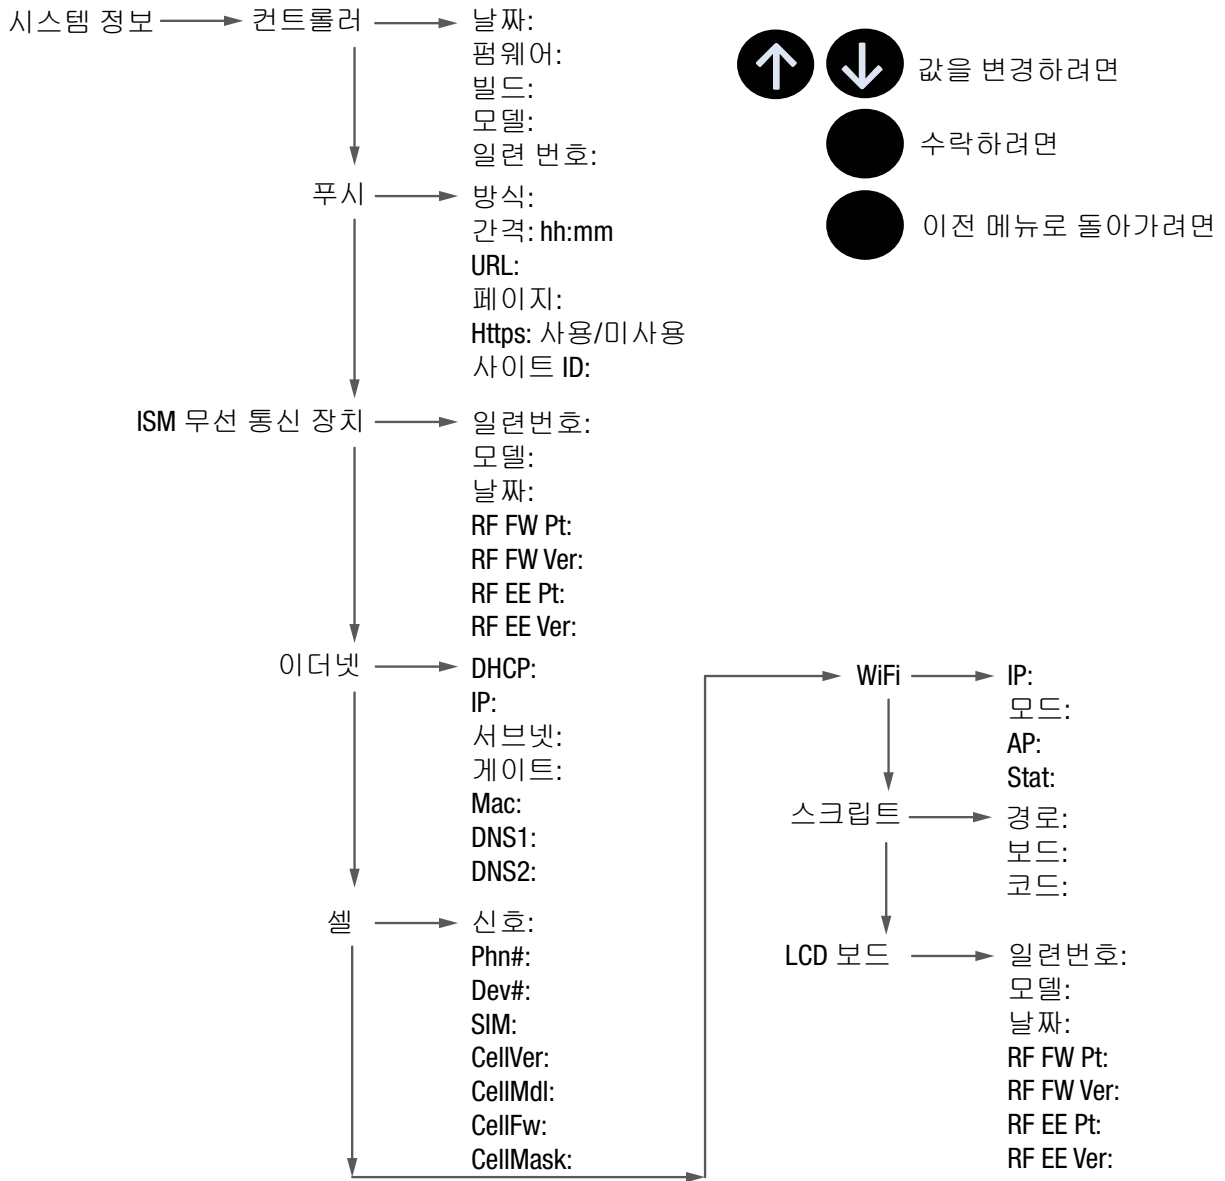 시스템 정보
컨트롤러
날짜:
펌웨어:
빌드:
모델:
일련 번호:
값을 변경하려면
수락하려면
이전 메뉴로 돌아가려면
푸시
방식:
간격: hh:mm
URL:
페이지:
Https: 사용/미사용
사이트 ID:
ISM 무선 통신 장치
일련번호:
모델:
날짜:
RF FW Pt:
RF FW Ver:
RF EE Pt:
RF EE Ver:
이더넷
DHCP:
IP:
서브넷:
게이트:
Mac:
DNS1:
DNS2:
셀
신호:
Phn#:
Dev#:
SIM:
CellVer:
CellMdl:
CellFw:
CellMask:
WiFi
IP:
모드:
AP:
Stat:
스크립트
경로:
보드:
코드:
LCD 보드
일련번호:
모델:
날짜:
RF FW Pt:
RF FW Ver:
RF EE Pt:
RF EE Ver: